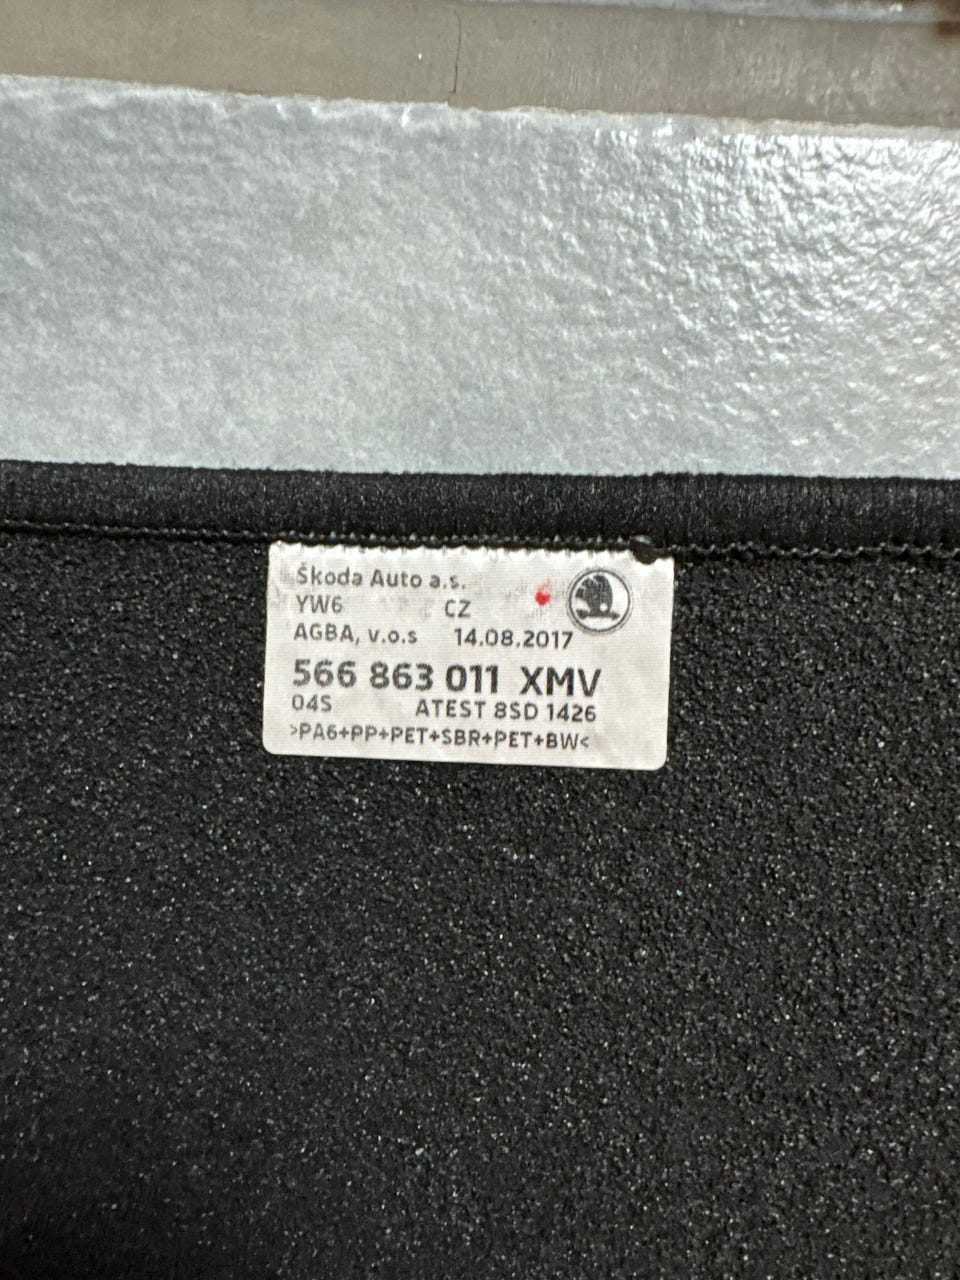 Škoda Auto a.s.
YW6 CZ
AGBA, v.o.s 14.08.2017
566 863 011 XMV
04S ATEST 8SD 1426
>PA6+PP+PET+SBR+PET+BW<